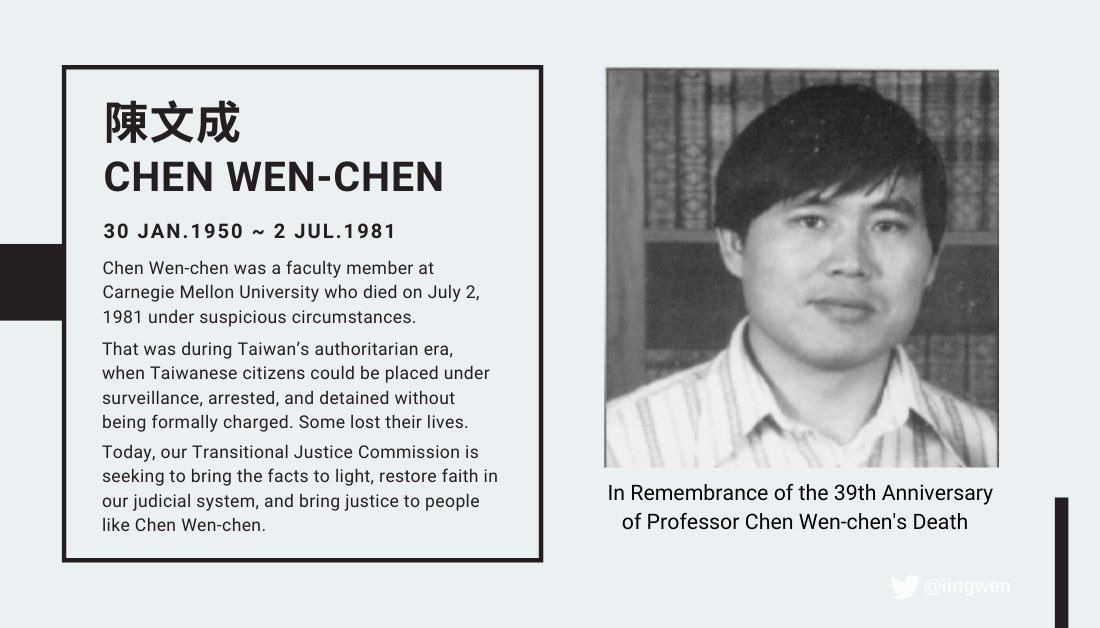 陳文成
CHEN WEN-CHEN
30 JAN.1950 ~ 2 JUL.1981
Chen Wen-chen was a faculty member at
Carnegie Mellon University who died on July 2,
1981 under suspicious circumstances.
That was during Taiwan’s authoritarian era,
when Taiwanese citizens could be placed under
surveillance, arrested, and detained without
being formally charged. Some lost their lives.
Today, our Transitional Justice Commission is
seeking to bring the facts to light, restore faith in
our judicial system, and bring justice to people
like Chen Wen-chen.
In Remembrance of the 39th Anniversary
of Professor Chen Wen-chen's Death
@iingwen